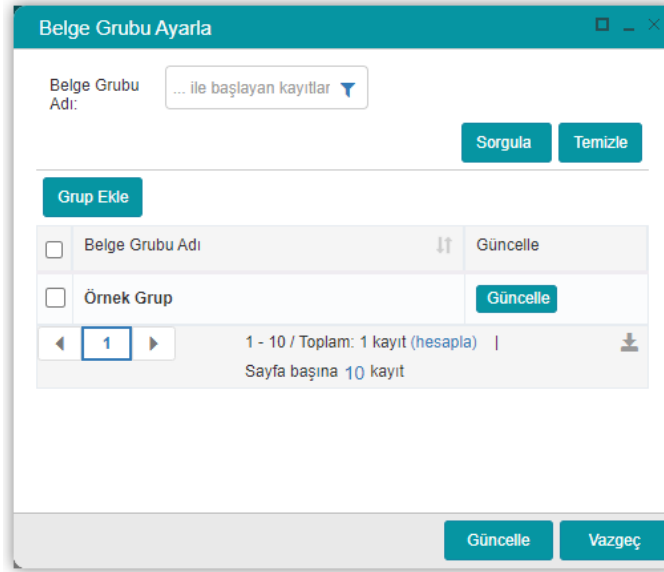 Belge Grubu Ayarla
Belge Grubu
Adı:
... ile başlayan kayıtlar
Sorgula
Temizle
Grup Ekle
Belge Grubu Adı
Güncelle
Örnek Grup
Güncelle
1
1 - 10 / Toplam: 1 kayıt (hesapla) |
Sayfa başına 10 kayıt
Güncelle
Vazgeç